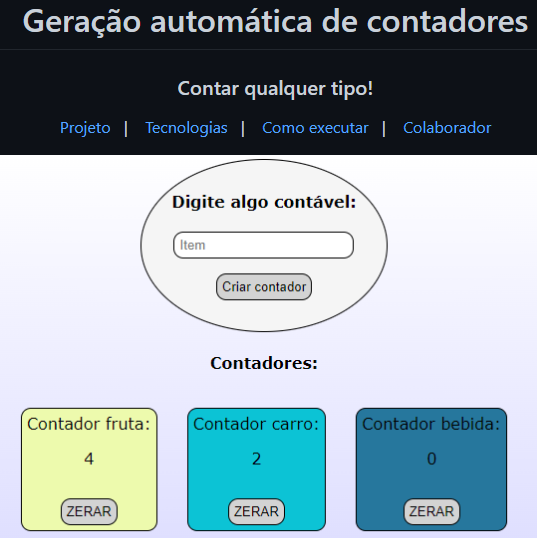 Geração automática de contadores
Contar qualquer tipo!
Projeto | Tecnologias | Como executar | Colaborador
Digite algo contável:
Item
Criar contador
Contadores:
Contador fruta: Contador carro: Contador bebida:
4 2 0
ZERAR ZERAR ZERAR